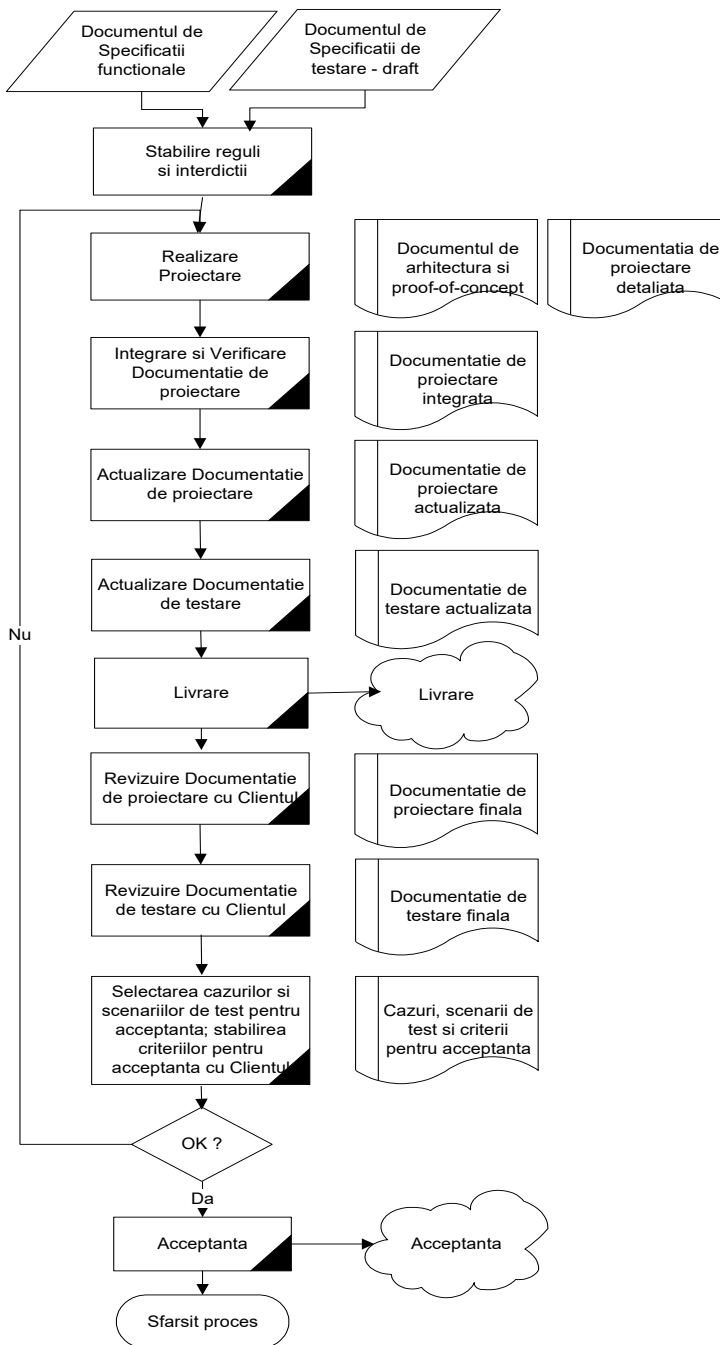 Documentul de
Specificatii
functionale
Documentul de
Specificatii de
testare - draft
Stabilire reguli
si interdictii
Realizare
Proiectare
Documentul de
arhitectura si
proof-of-concept
Documentatia de
proiectare
detaliata
Integrare si Verificare
Documentatie de
proiectare
Documentatie de
proiectare
integrata
Actualizare Documentatie
de proiectare
Documentatie de
proiectare
actualizata
Actualizare Documentatie
de testare
Documentatie de
testare actualizata
Nu
Livrare
Livrare
Revizuire Documentatie
de proiectare cu Clientul
Documentatie de
proiectare finala
Revizuire Documentatie
de testare cu Clientul
Documentatie de
testare finala
Selectarea cazurilor si
scenariilor de test pentru
acceptanta; stabilirea
criteriilor pentru
acceptanta cu Clientul
Cazuri, scenarii de
test si criterii
pentru acceptanta
OK ?
Da
Acceptanta
Acceptanta
Sfarsit proces